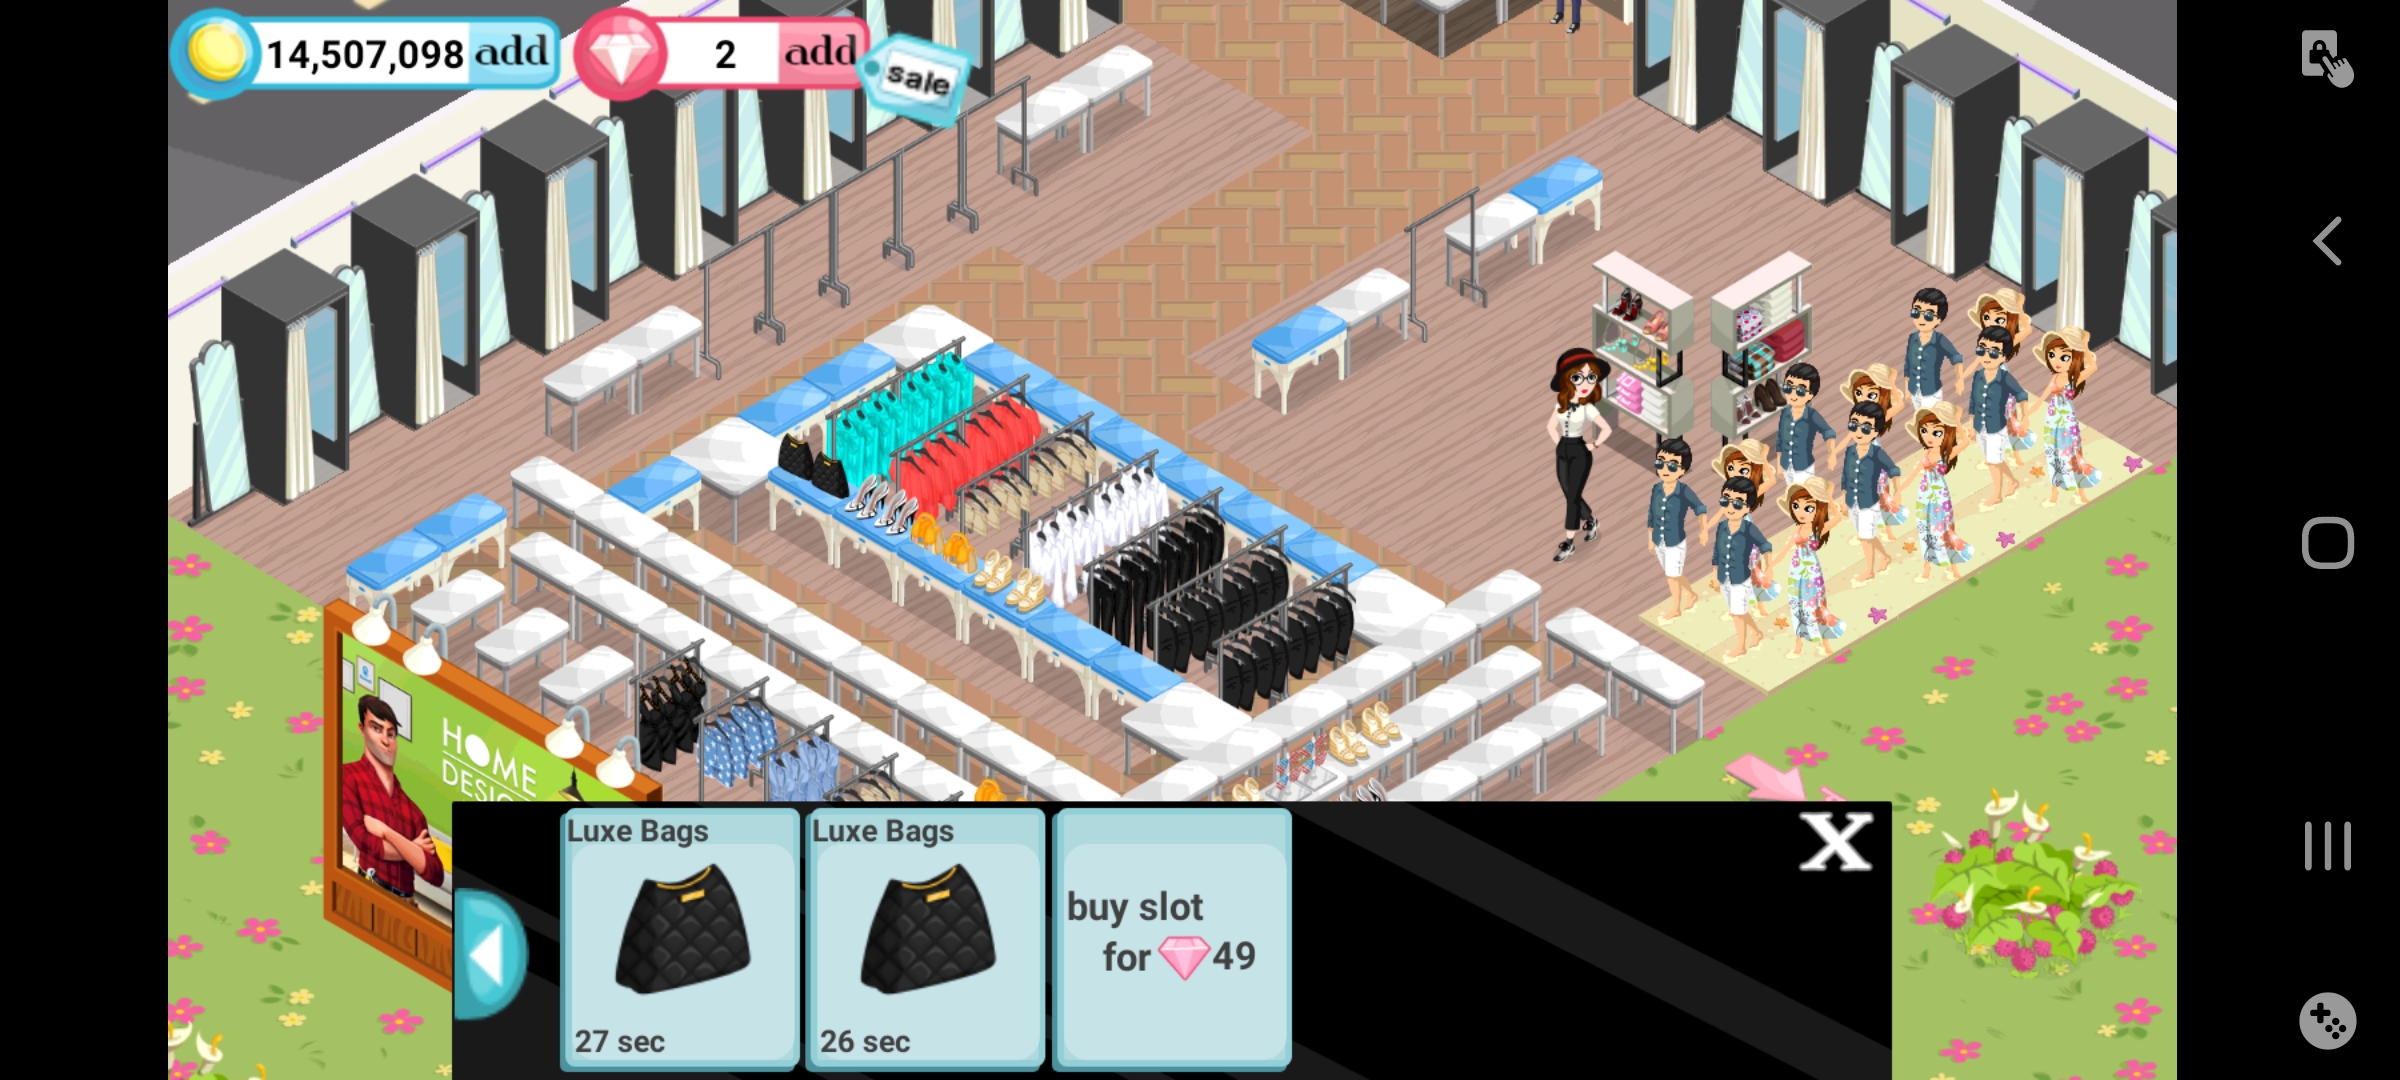 14,507,098 add
2 add
sale
HOME
Luxe Bags
27 sec
Luxe Bags
26 sec
buy slot
for 49
X